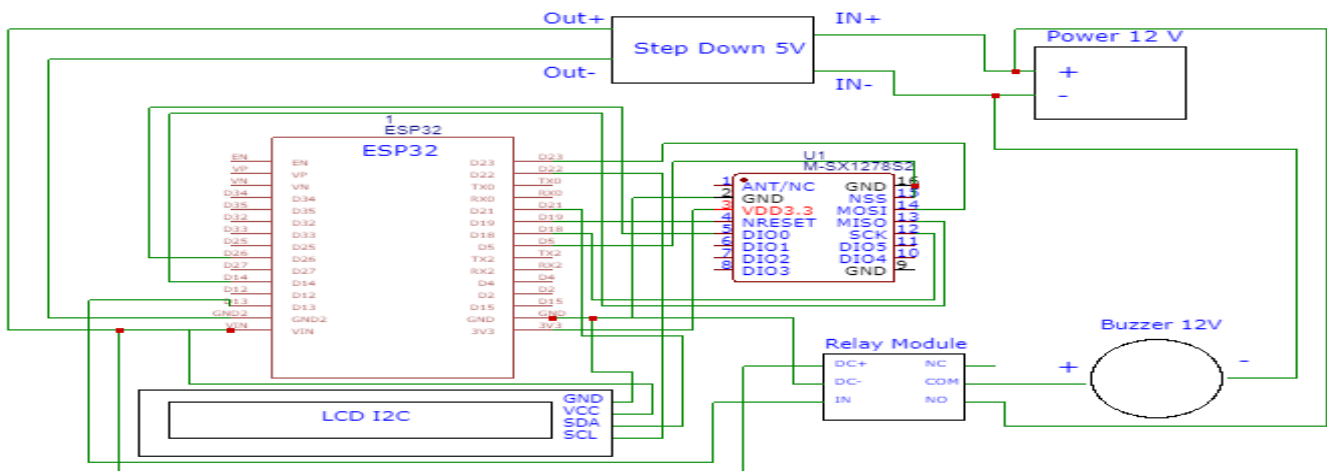 Out+
IN+
Step Down 5V
Power 12 V
Out-
IN-
+
-
1
ESP32
ESP32
EN
VP
VN
D34
D35
D32
D33
D25
D26
D27
D14
D12
D13
GND2
VIN
EN
VP
VN
D34
D35
D32
D33
D25
D26
D27
D14
D12
D13
GND2
VIN
D23
D22
TX0
RX0
D21
D19
D18
D5
TX2
RX2
D4
D2
D15
GND
3V3
D23
D22
TX0
RX0
D21
D19
D18
D5
TX2
RX2
D4
D2
D15
GND
3V3
U1
M-SX1278S2
1 ANT/NC
2 GND
3 VDD3.3
4 NRESET
5 DIO0
6 DIO1
7 DIO2
8 DIO3
GND 16
NSS 15
MOSI 14
MISO 13
SCK 12
DIO5 11
DIO4 10
GND 9
Relay Module
DC+
DC-
IN
NC
COM
NO
Buzzer 12V
+
-
LCD I2C
GND
VCC
SDA
SCL